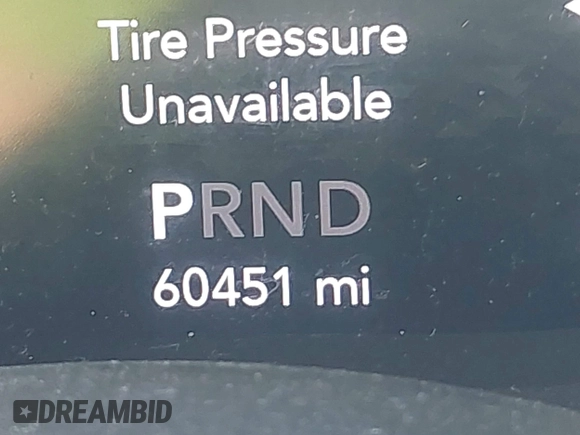 Tire Pressure
Unavailable
PRND
60451 mi
DREAMBID